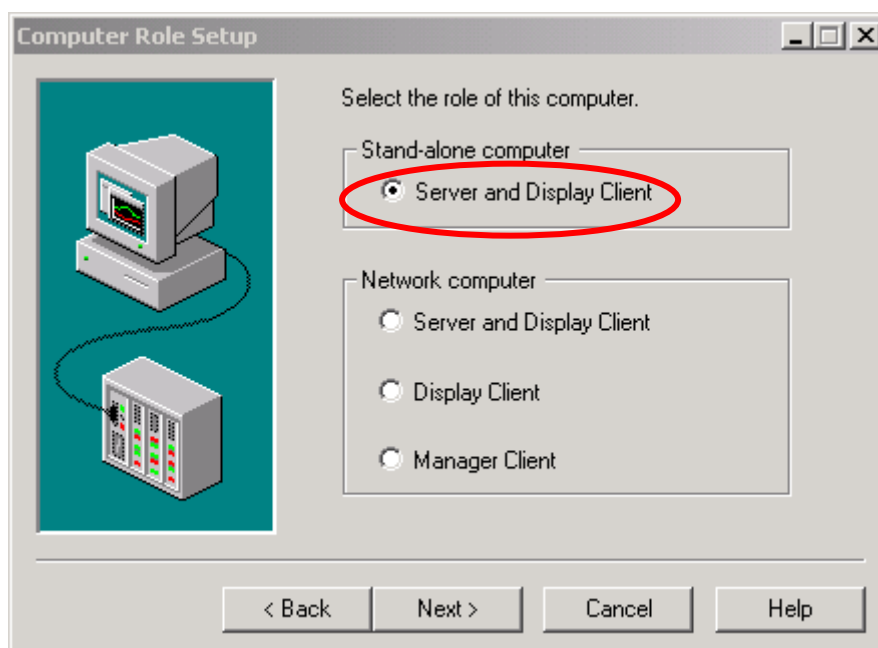 Computer Role Setup
Select the role of this computer.
Stand-alone computer
Server and Display Client
Network computer
Server and Display Client
Display Client
Manager Client
< Back
Next >
Cancel
Help